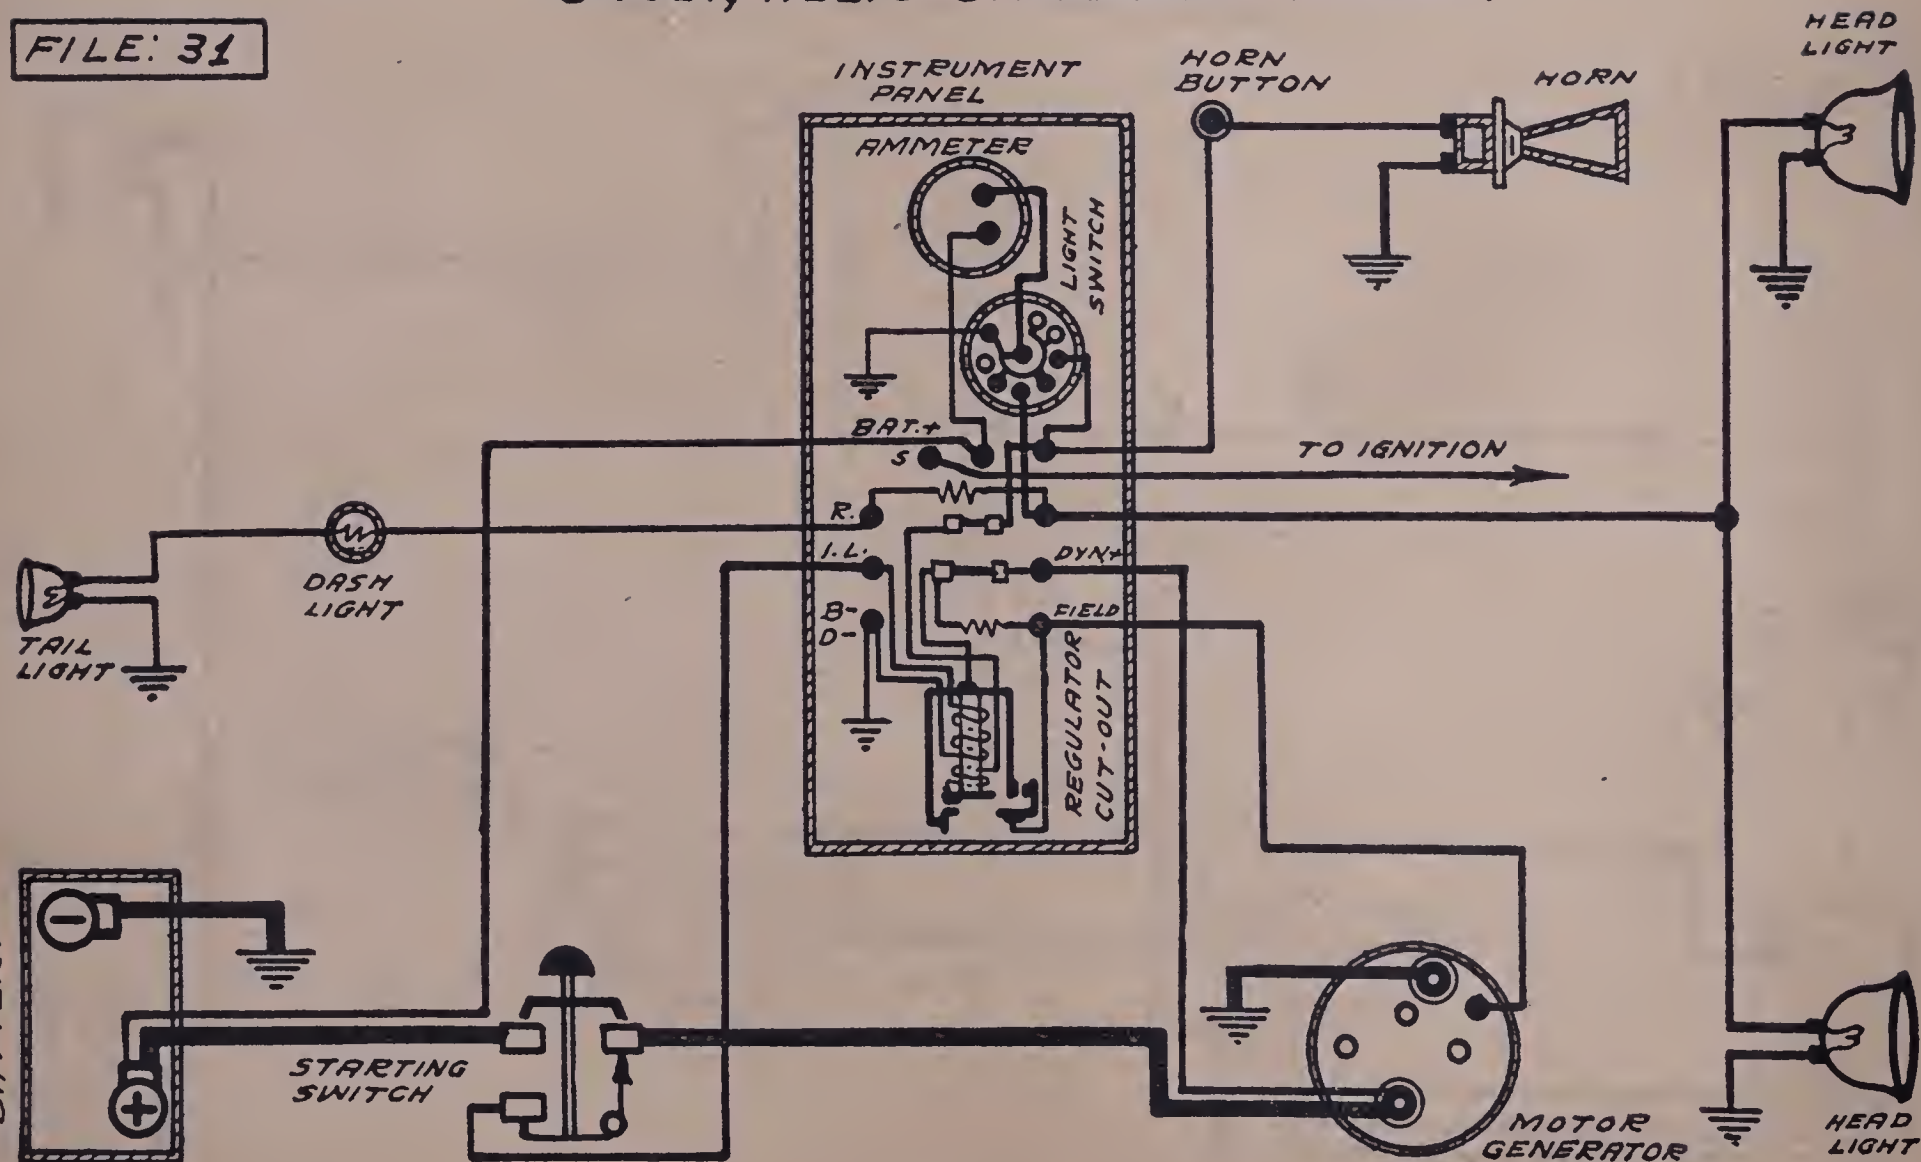 FILE: 31
INSTRUMENT
PANEL
HORN
BUTTON
HORN
HEAD
LIGHT
AMMETER
LIGHT
SWITCH
BAT.+
S
TO IGNITION
R.
I.L.
DYN+
B-
D-
FIELD
DASH
LIGHT
TAIL
LIGHT
REGULATOR
CUT-OUT
STARTING
SWITCH
MOTOR
GENERATOR
HEAD
LIGHT